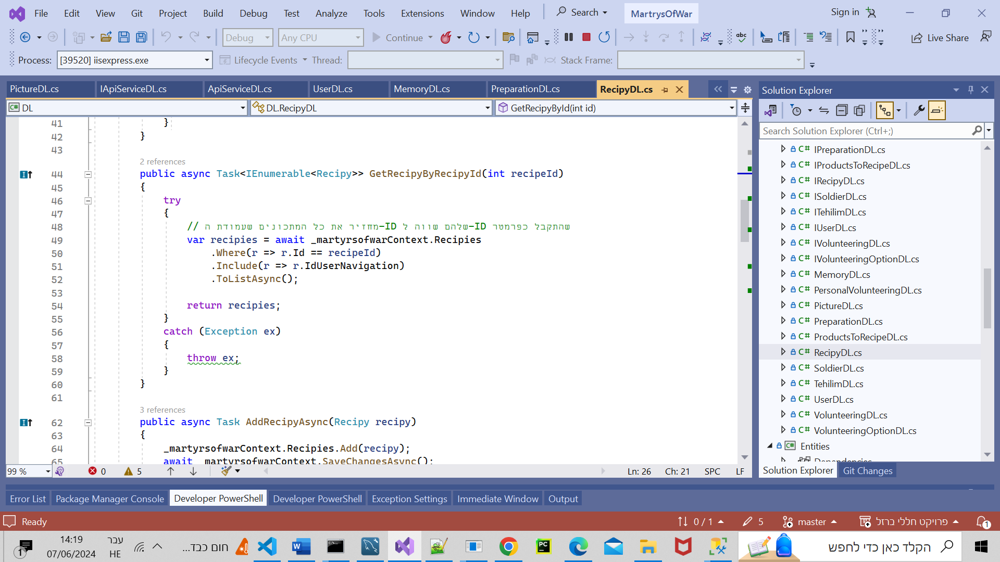 File Edit View Git Project Build Debug Test Analyze Tools Extensions Window Help Search MartrysOfWar Sign in
Debug Any CPU Continue Live Share
Process: [39520] iisexpress.exe Lifecycle Events Thread: Stack Frame:
PictureDL.cs IApiServiceDL.cs ApiServiceDL.cs UserDL.cs MemoryDL.cs PreparationDL.cs RecipyDL.cs
DL DL.RecipyDL GetRecipyById(int id)
41 }
42 }
43
2 references
44 public async Task<IEnumerable<Recipy>> GetRecipyByRecipyId(int recipeId)
45 {
46 try
47 {
48 // מחזיר את כל המתכונים שעמודת ה-ID שלהם שווה ל-ID שהתקבל כפרמטר
49 var recipies = await _martyrsofwarContext.Recipies
50 .Where(r => r.Id == recipeId)
51 .Include(r => r.IdUserNavigation)
52 .ToListAsync();
53
54 return recipies;
55 }
56 catch (Exception ex)
57 {
58 throw ex;
59 }
60 }
61
3 references
62 public async Task AddRecipyAsync(Recipy recipy)
63 {
64 _martyrsofwarContext.Recipies.Add(recipy);
65 await _martyrsofwarContext.SaveChangesAsync();
99 % 0 5 Ln: 26 Ch: 21 SPC LF
Solution Explorer
Search Solution Explorer (Ctrl+;)
C# IPreparationDL.cs
C# IProductsToRecipeDL.cs
C# IRecipyDL.cs
C# ISoldierDL.cs
C# ITehilimDL.cs
C# IUserDL.cs
C# IVolunteeringDL.cs
C# IVolunteeringOptionDL.cs
C# MemoryDL.cs
C# PersonalVolunteeringDL.cs
C# PictureDL.cs
C# PreparationDL.cs
C# ProductsToRecipeDL.cs
C# RecipyDL.cs
C# SoldierDL.cs
C# TehilimDL.cs
C# UserDL.cs
C# VolunteeringDL.cs
C# VolunteeringOptionDL.cs
C# Entities
Dependencies
Solution Explorer Git Changes
Error List Package Manager Console Developer PowerShell Developer PowerShell Exception Settings Immediate Window Output
Ready 0 / 1 5 master פרויקט חללי ברזל 1
14:19
07/06/2024
עבר
HE
חום כבד...
הקלד כאן כדי לחפש